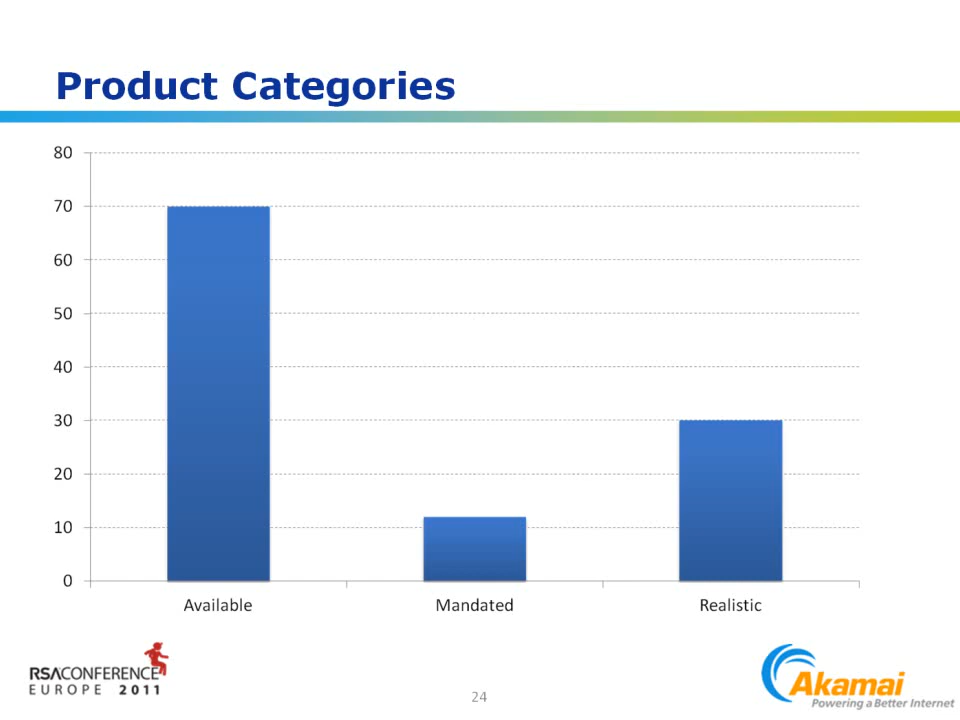 Product Categories
80
70
60
50
40
30
20
10
0
Available Mandated Realistic
RSACONFERENCE
EUROPE 2011
24
Akamai
Powering a Better Internet